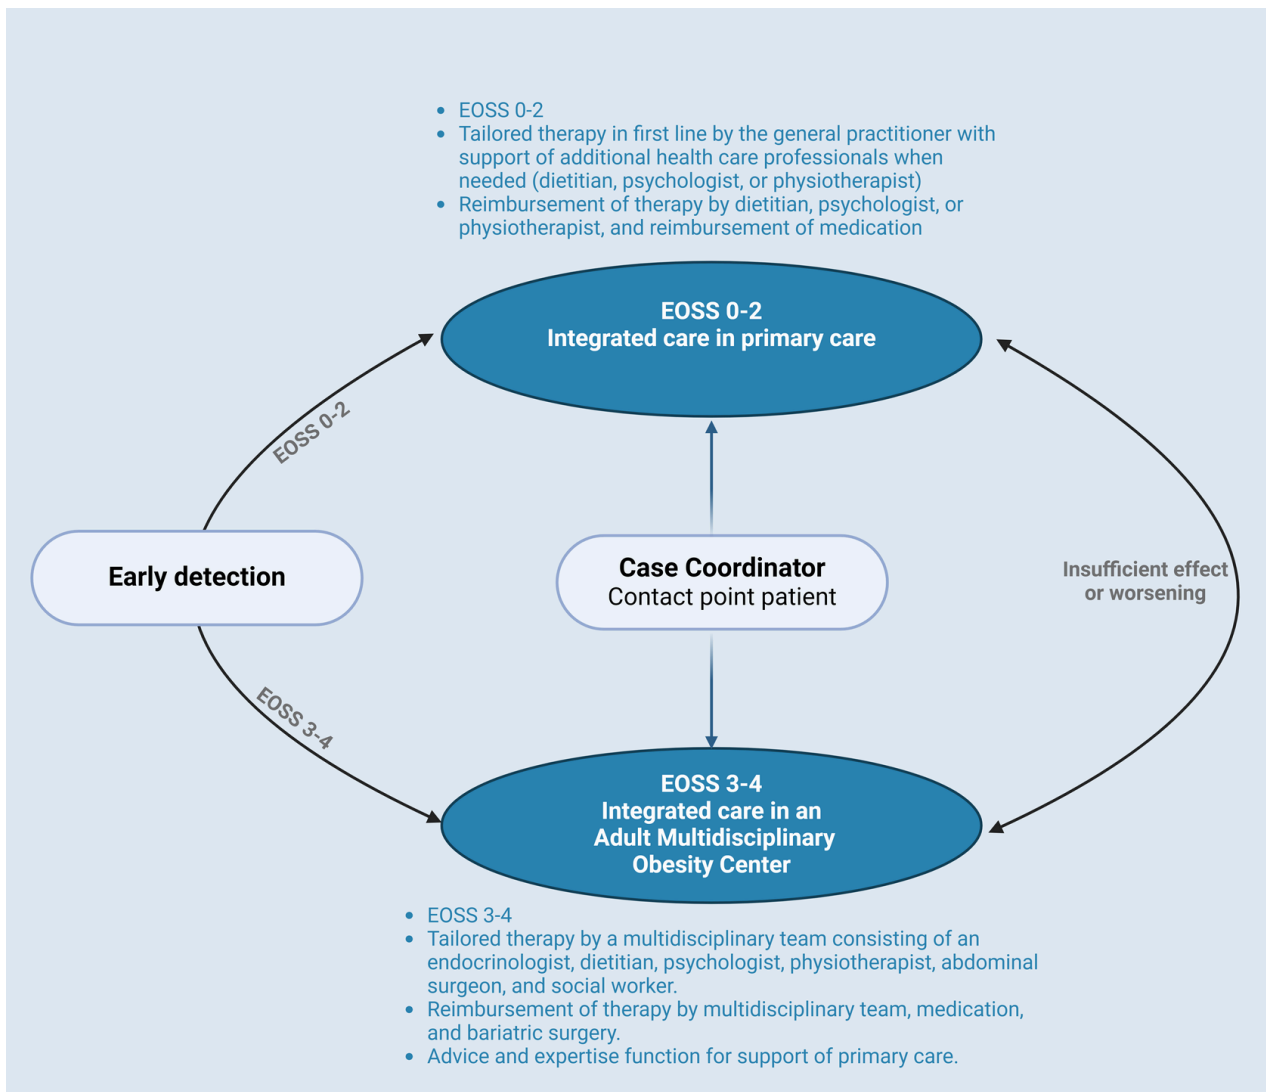 • EOSS 0-2
• Tailored therapy in first line by the general practitioner with
support of additional health care professionals when
needed (dietitian, psychologist, or physiotherapist)
• Reimbursement of therapy by dietitian, psychologist, or
physiotherapist, and reimbursement of medication
EOSS 0-2
Integrated care in primary care
EOSS 0-2
Early detection
Case Coordinator
Contact point patient
Insufficient effect
or worsening
EOSS 3-4
EOSS 3-4
Integrated care in an
Adult Multidisciplinary
Obesity Center
• EOSS 3-4
• Tailored therapy by a multidisciplinary team consisting of an
endocrinologist, dietitian, psychologist, physiotherapist, abdominal
surgeon, and social worker.
• Reimbursement of therapy by multidisciplinary team, medication,
and bariatric surgery.
• Advice and expertise function for support of primary care.